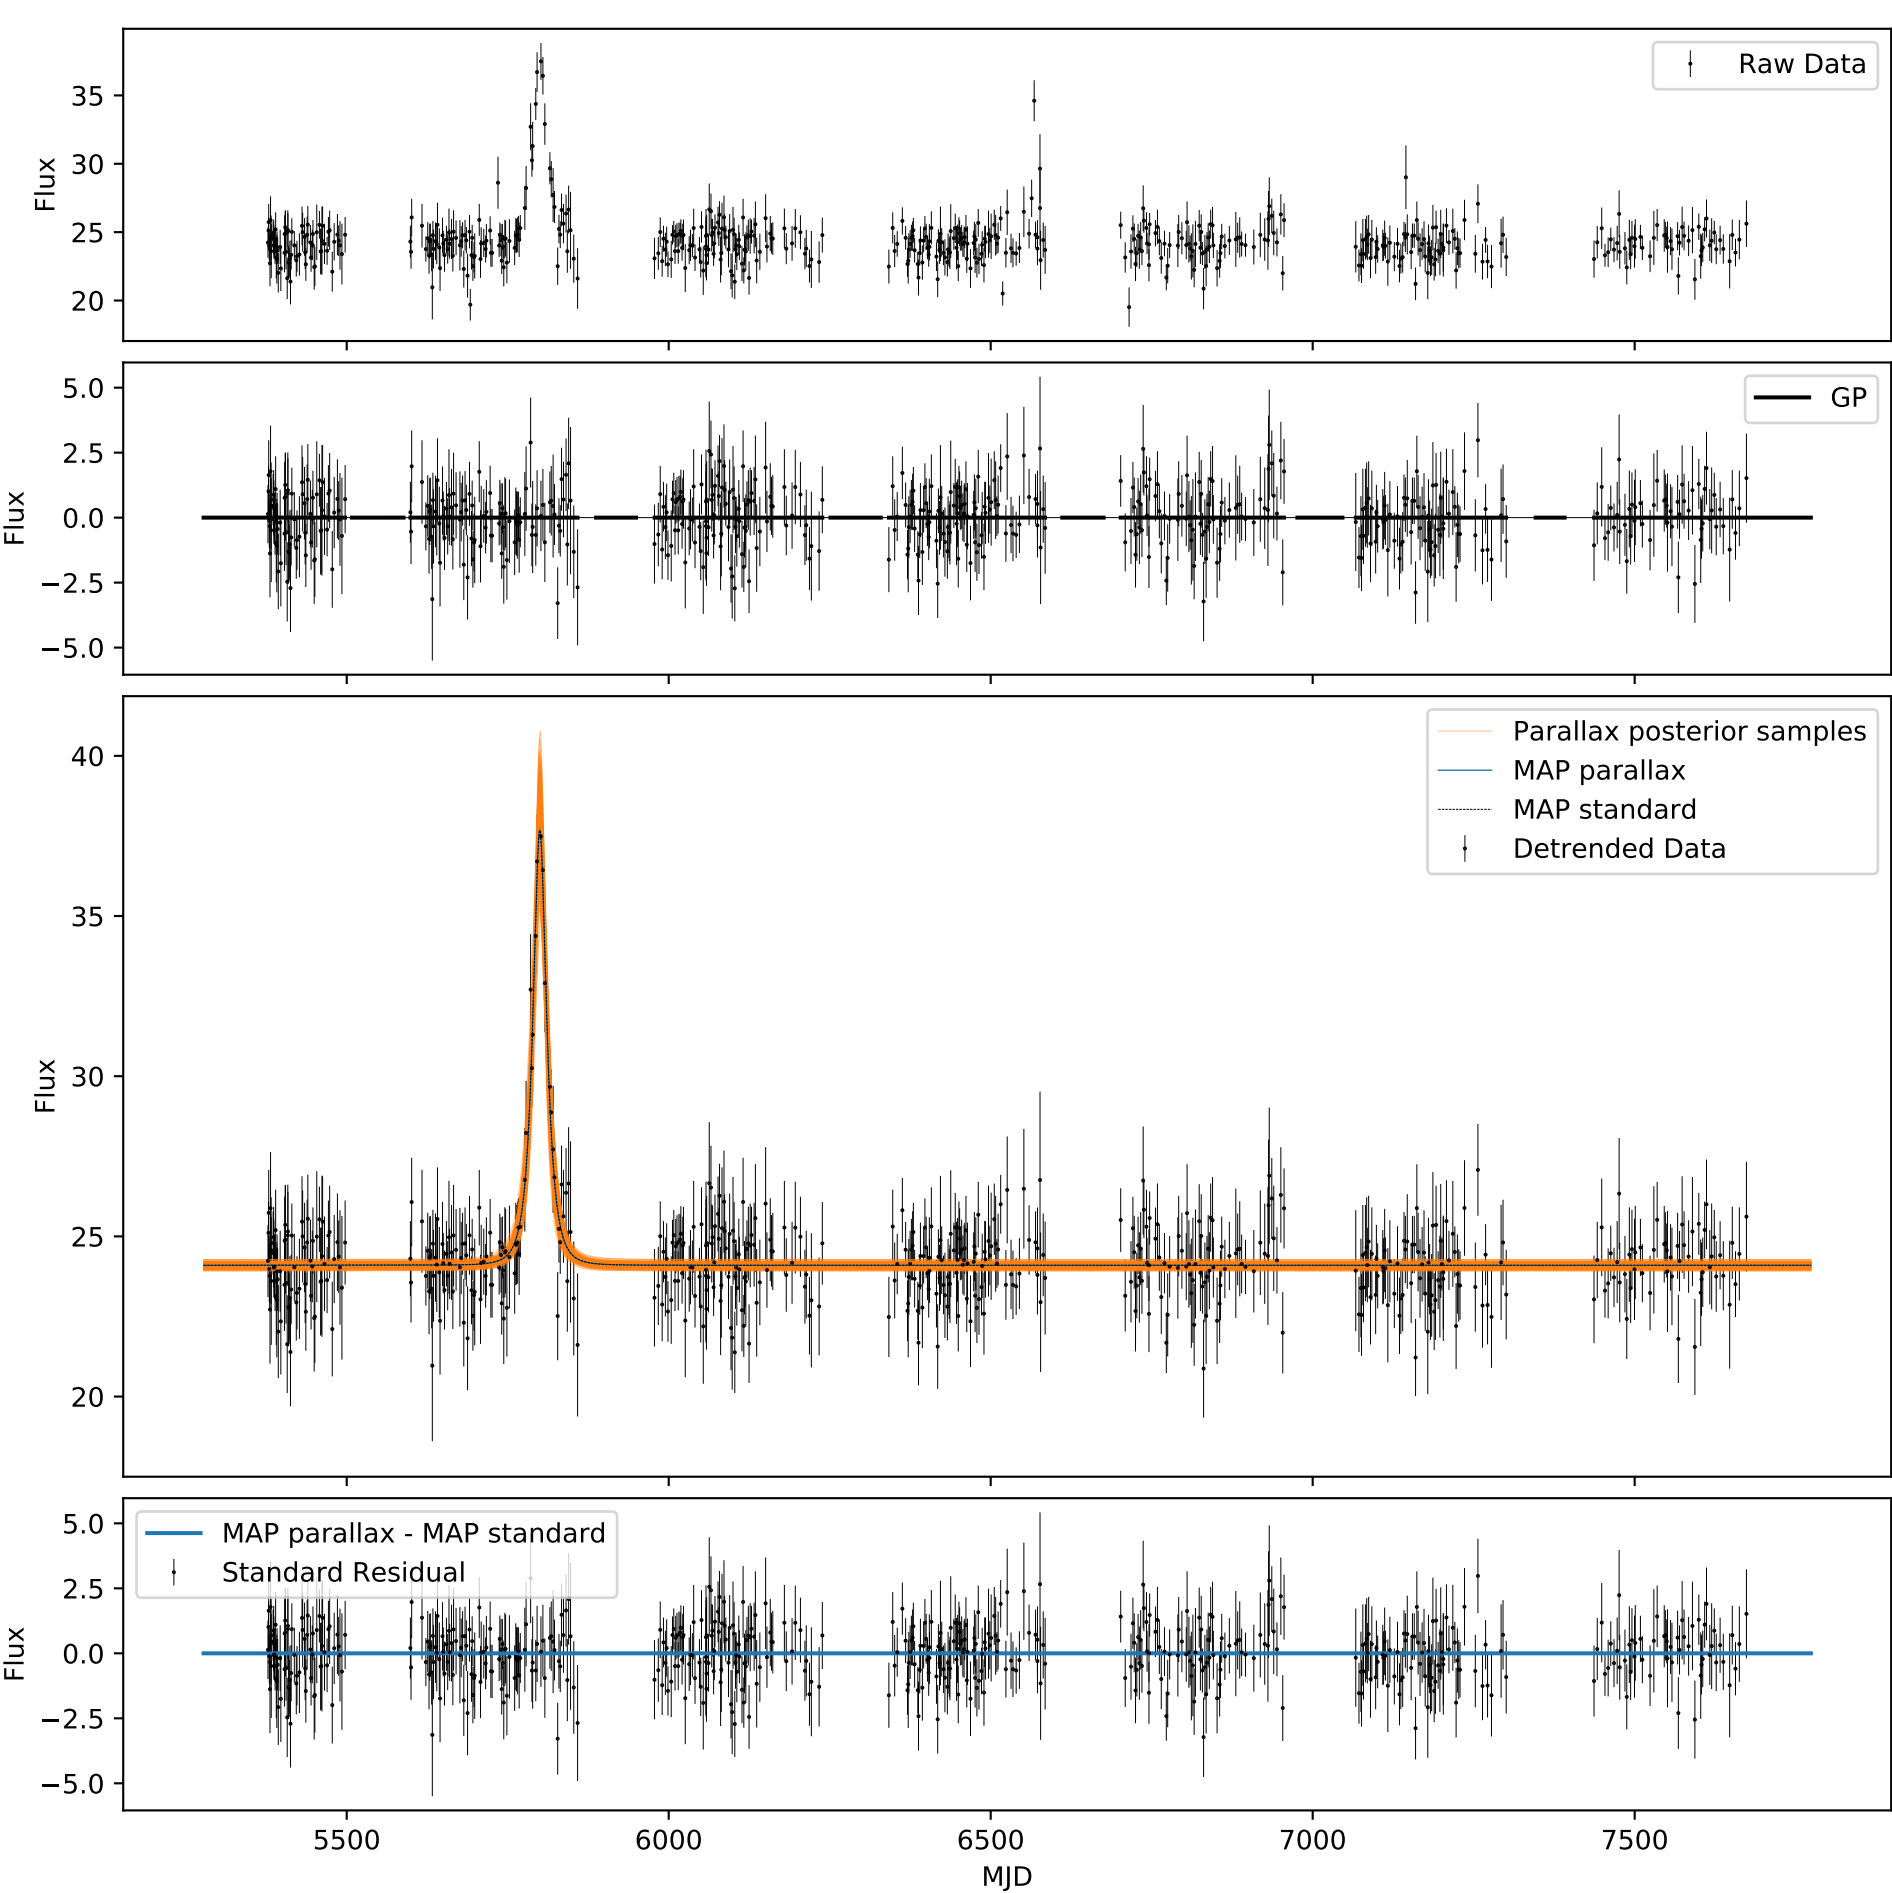 35
30
25
20
Flux
Raw Data
5.0
2.5
0.0
−2.5
−5.0
Flux
GP
40
35
30
25
20
Flux
Parallax posterior samples
MAP parallax
MAP standard
Detrended Data
5.0
2.5
0.0
−2.5
−5.0
Flux
MAP parallax - MAP standard
Standard Residual
5500
6000
6500
7000
7500
MJD